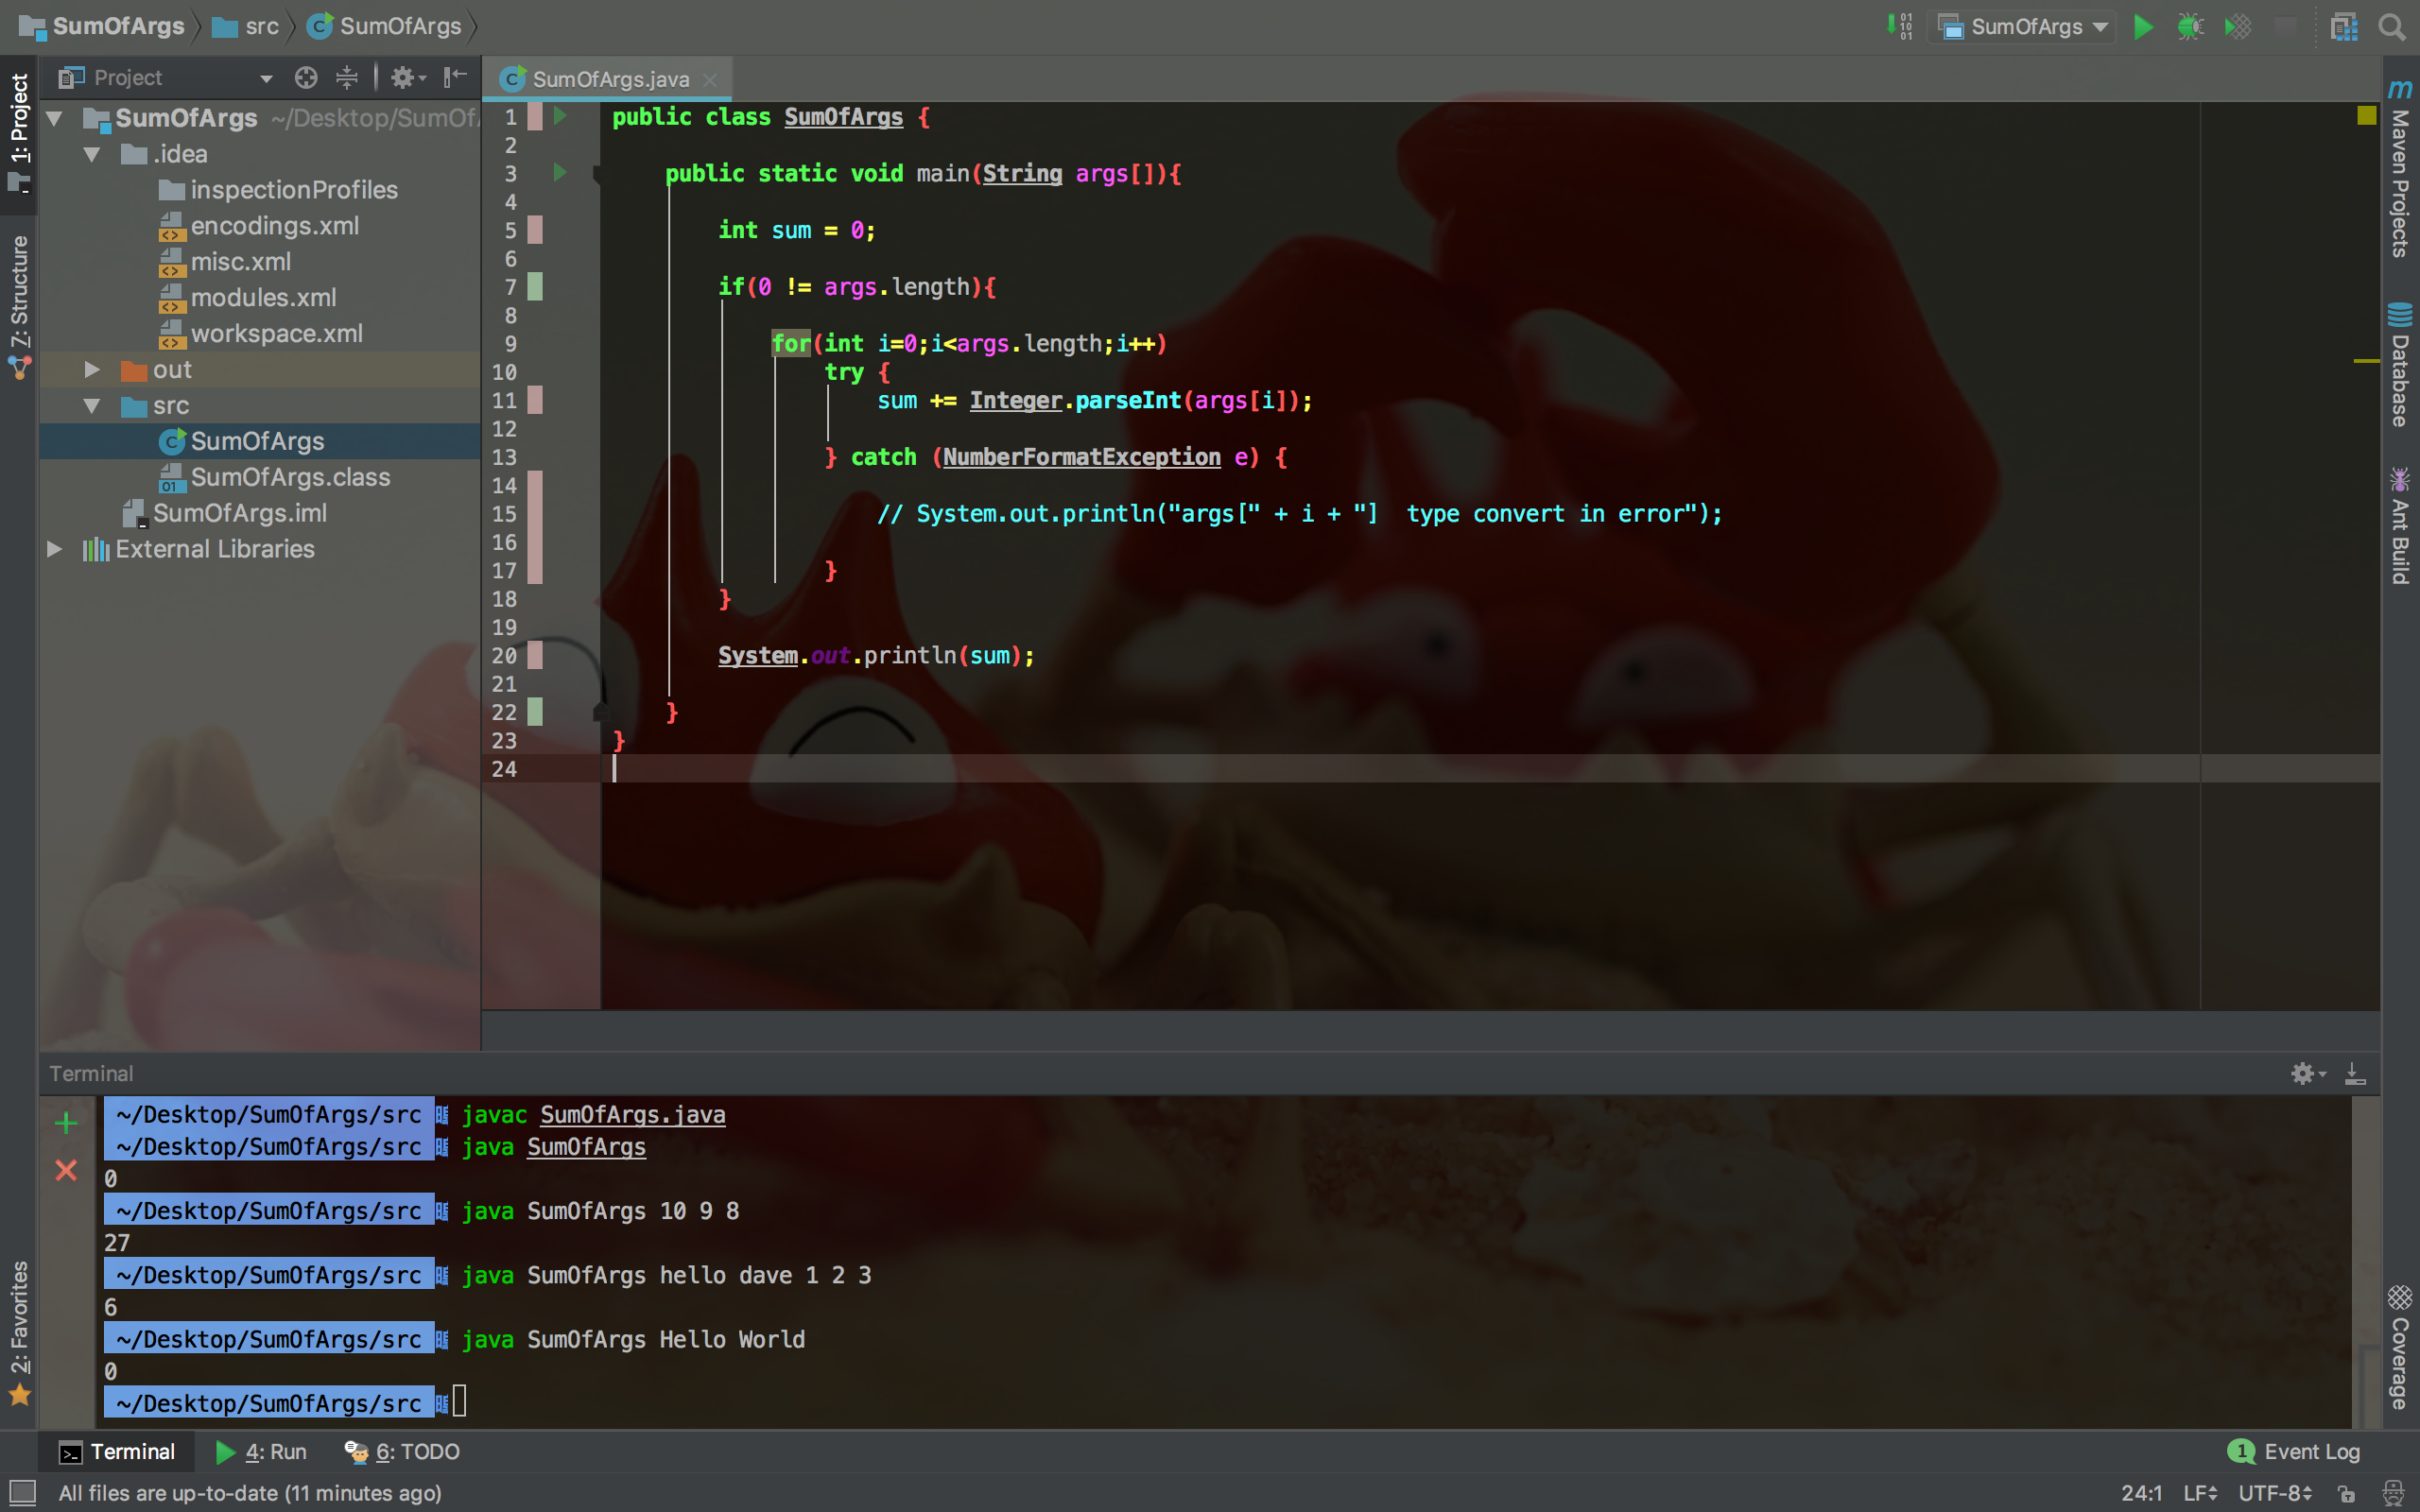 SumOfArgs src SumOfArgs
SumOfArgs
Project
SumOfArgs.java
1: Project
7: Structure
2: Favorites
SumOfArgs ~/Desktop/SumOf
.idea
inspectionProfiles
encodings.xml
misc.xml
modules.xml
workspace.xml
out
src
SumOfArgs
SumOfArgs.class
SumOfArgs.iml
External Libraries
1 public class SumOfArgs {
2
3 public static void main(String args[]){
4
5 int sum = 0;
6
7 if(0 != args.length){
8
9 for(int i=0;i<args.length;i++)
10 try {
11 sum += Integer.parseInt(args[i]);
12
13 } catch (NumberFormatException e) {
14
15 // System.out.println("args[" + i + "]  type convert in error");
16
17 }
18 }
19
20 System.out.println(sum);
21
22 }
23 }
24
Maven Projects
Database
Ant Build
Coverage
Terminal
~/Desktop/SumOfArgs/src javac SumOfArgs.java
~/Desktop/SumOfArgs/src java SumOfArgs
0
~/Desktop/SumOfArgs/src java SumOfArgs 10 9 8
27
~/Desktop/SumOfArgs/src java SumOfArgs hello dave 1 2 3
6
~/Desktop/SumOfArgs/src java SumOfArgs Hello World
0
~/Desktop/SumOfArgs/src
Terminal 4: Run 6: TODO 1 Event Log
All files are up-to-date (11 minutes ago) 24:1 LF UTF-8